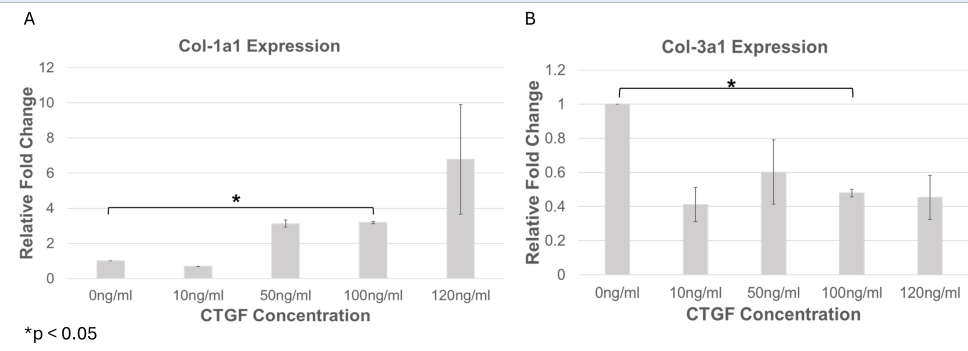 A
Col-1a1 Expression
Relative Fold Change
12
10
8
6
4
2
0
*
0ng/ml 10ng/ml 50ng/ml 100ng/ml 120ng/ml
CTGF Concentration
*p < 0.05
B
Col-3a1 Expression
Relative Fold Change
1.2
1
0.8
0.6
0.4
0.2
0
*
0ng/ml 10ng/ml 50ng/ml 100ng/ml 120ng/ml
CTGF Concentration